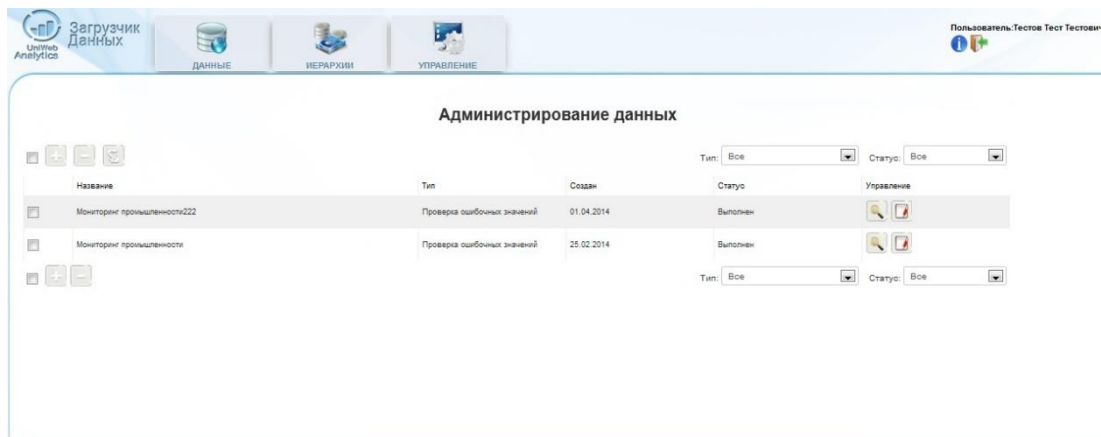 UniWeb
Analytics
Загрузчик
Данных
ДАННЫЕ
ИЕРАРХИИ
УПРАВЛЕНИЕ
Пользователь:Тестов Тест Тестович
Администрирование данных
Тип: Все Статус: Все
Название Тип Создан Статус Управление
Мониторинг промышленности222 Проверка ошибочных значений 01.04.2014 Выполнен
Мониторинг промышленности Проверка ошибочных значений 25.02.2014 Выполнен
Тип: Все Статус: Все